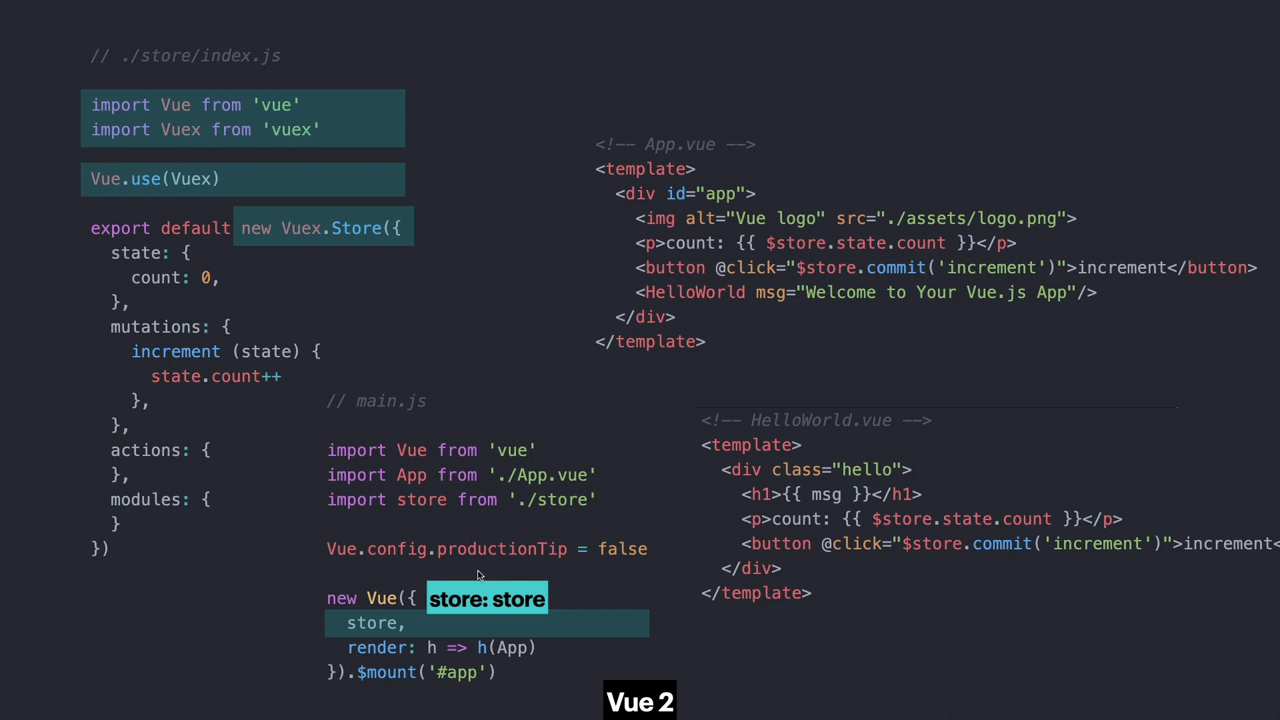 // ./store/index.js
import Vue from 'vue'
import Vuex from 'vuex'
Vue.use(Vuex)
export default new Vuex.Store({
  state: {
    count: 0,
  },
  mutations: {
    increment (state) {
      state.count++
    },
  },
  actions: {
  },
  modules: {
  }
})
// main.js
import Vue from 'vue'
import App from './App.vue'
import store from './store'
Vue.config.productionTip = false
new Vue({
store: store
  store,
  render: h => h(App)
}).$mount('#app')
<!-- App.vue -->
<template>
  <div id="app">
    <img alt="Vue logo" src="./assets/logo.png">
    <p>count: {{ $store.state.count }}</p>
    <button @click="$store.commit('increment')">increment</button>
    <HelloWorld msg="Welcome to Your Vue.js App"/>
  </div>
</template>
<!-- HelloWorld.vue -->
<template>
  <div class="hello">
    <h1>{{ msg }}</h1>
    <p>count: {{ $store.state.count }}</p>
    <button @click="$store.commit('increment')">increment<
  </div>
</template>
Vue 2